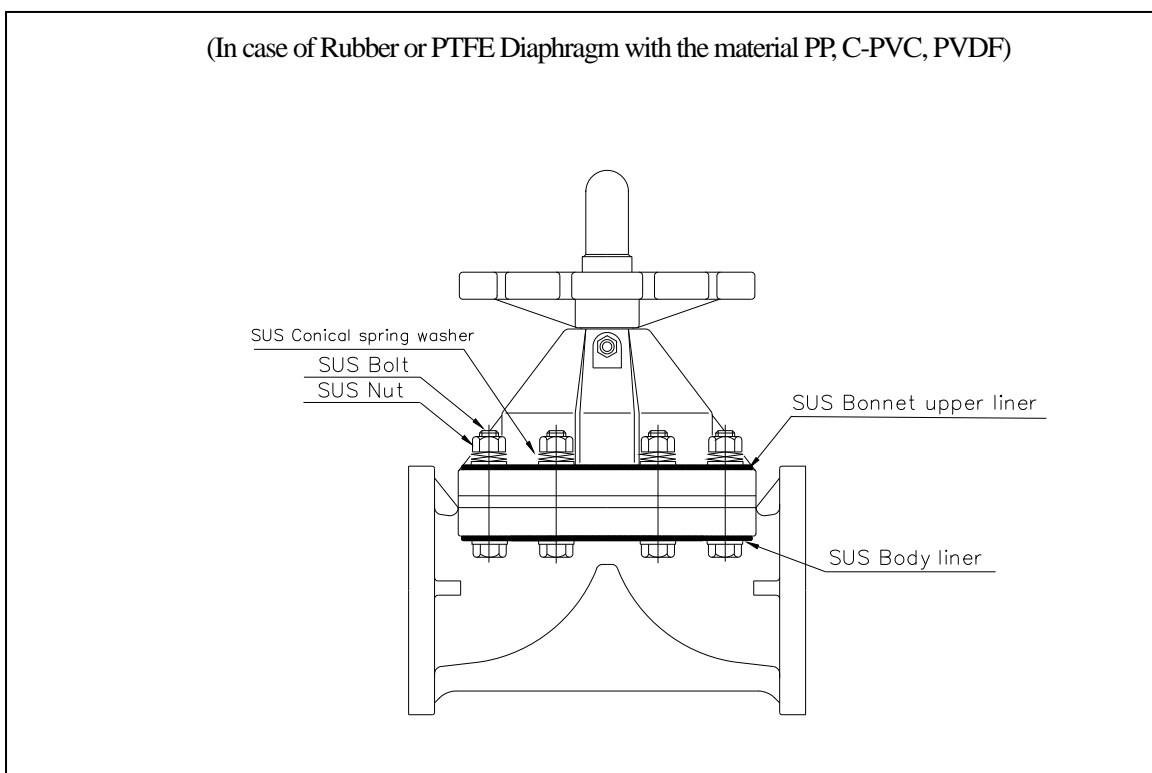 (In case of Rubber or PTFE Diaphragm with the material PP, C-PVC, PVDF)
SUS Conical spring washer
SUS Bolt
SUS Nut
SUS Bonnet upper liner
SUS Body liner